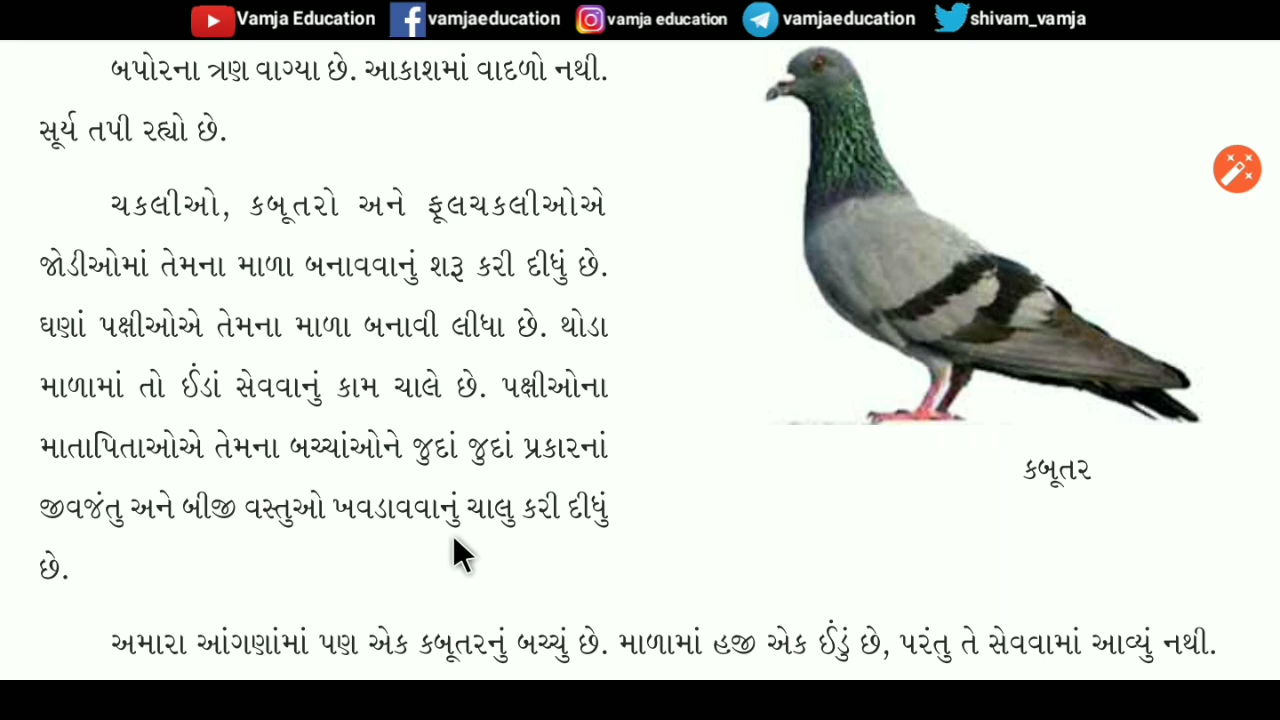 Vamja Education vamjaeducation vamja education vamjaeducation shivam_vamja
બપોરના ત્રણ વાગ્યા છે. આકાશમાં વાદળો નથી.
સૂર્ય તપી રહ્યો છે.
ચકલીઓ, કબૂતરો અને ફૂલચકલીઓએ
જોડીઓમાં તેમના માળા બનાવવાનું શરૂ કરી દીધું છે.
ઘણાં પક્ષીઓએ તેમના માળા બનાવી લીધા છે. થોડા
માળામાં તો ઈંડાં સેવવાનું કામ ચાલે છે. પક્ષીઓના
માતાપિતાઓએ તેમના બચ્ચાંઓને જુદાં જુદાં પ્રકારનાં
જીવજંતુ અને બીજી વસ્તુઓ ખવડાવવાનું ચાલુ કરી દીધું
છે.
કબૂતર
અમારા આંગણાંમાં પણ એક કબૂતરનું બચ્ચું છે. માળામાં હજી એક ઈંડું છે, પરંતુ તે સેવવામાં આવ્યું નથી.